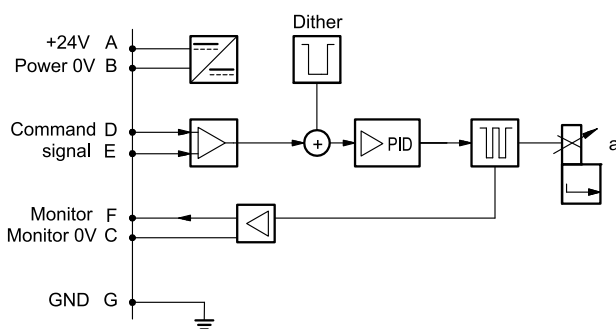 Dither
+24V A
Power 0V B
Command D
signal E
+
PID
a
Monitor F
Monitor 0V C
GND G